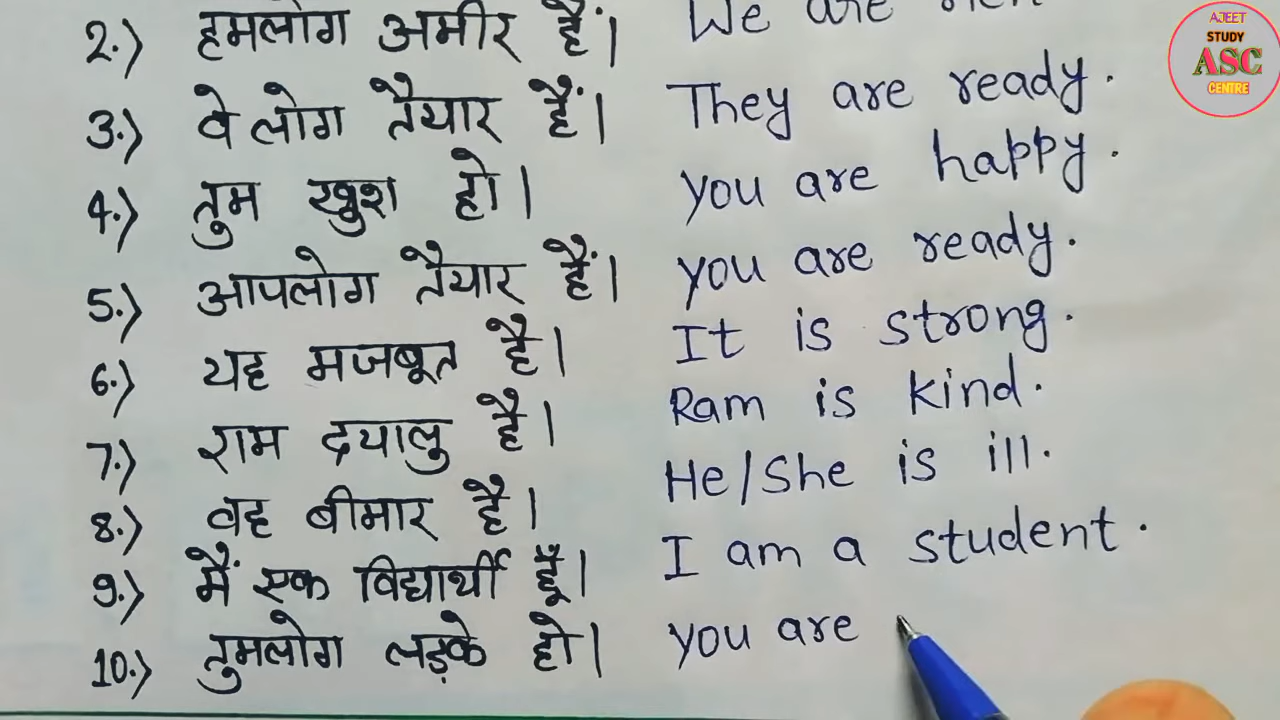 2.) हमलोग अमीर हैं। We are
3.) वे लोग तैयार हैं। They are ready.
4.) तुम खुश हो। you are happy.
5.) आपलोग तैयार हैं। you are ready.
6.) यह मजबूत है। It is strong.
7.) राम दयालु है। Ram is kind.
8.) वह बीमार है। He/She is ill.
9.) मैं एक विद्यार्थी हूँ। I am a student.
10.) तुमलोग लड़के हो। you are
AJEET
STUDY
ASC
CENTRE